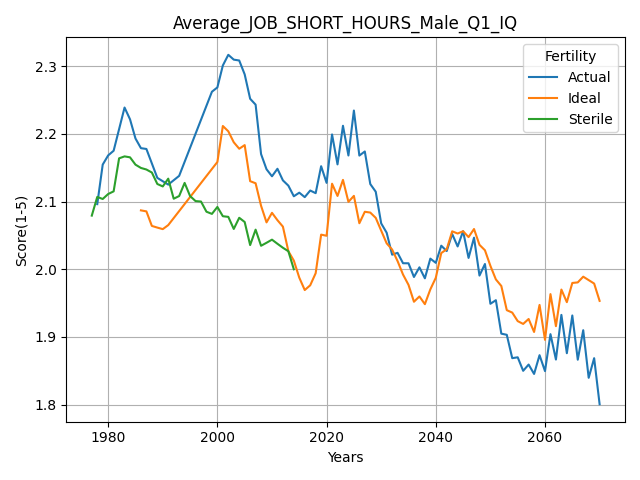 Average_JOB_SHORT_HOURS_Male_Q1_IQ
Fertility
Actual
Ideal
Sterile
Score(1-5)
2.3
2.2
2.1
2.0
1.9
1.8
1980
2000
2020
2040
2060
Years